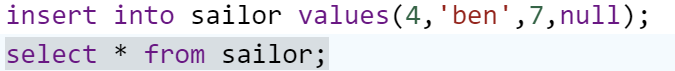 insert into sailor values(4,'ben',7,null);
select * from sailor;